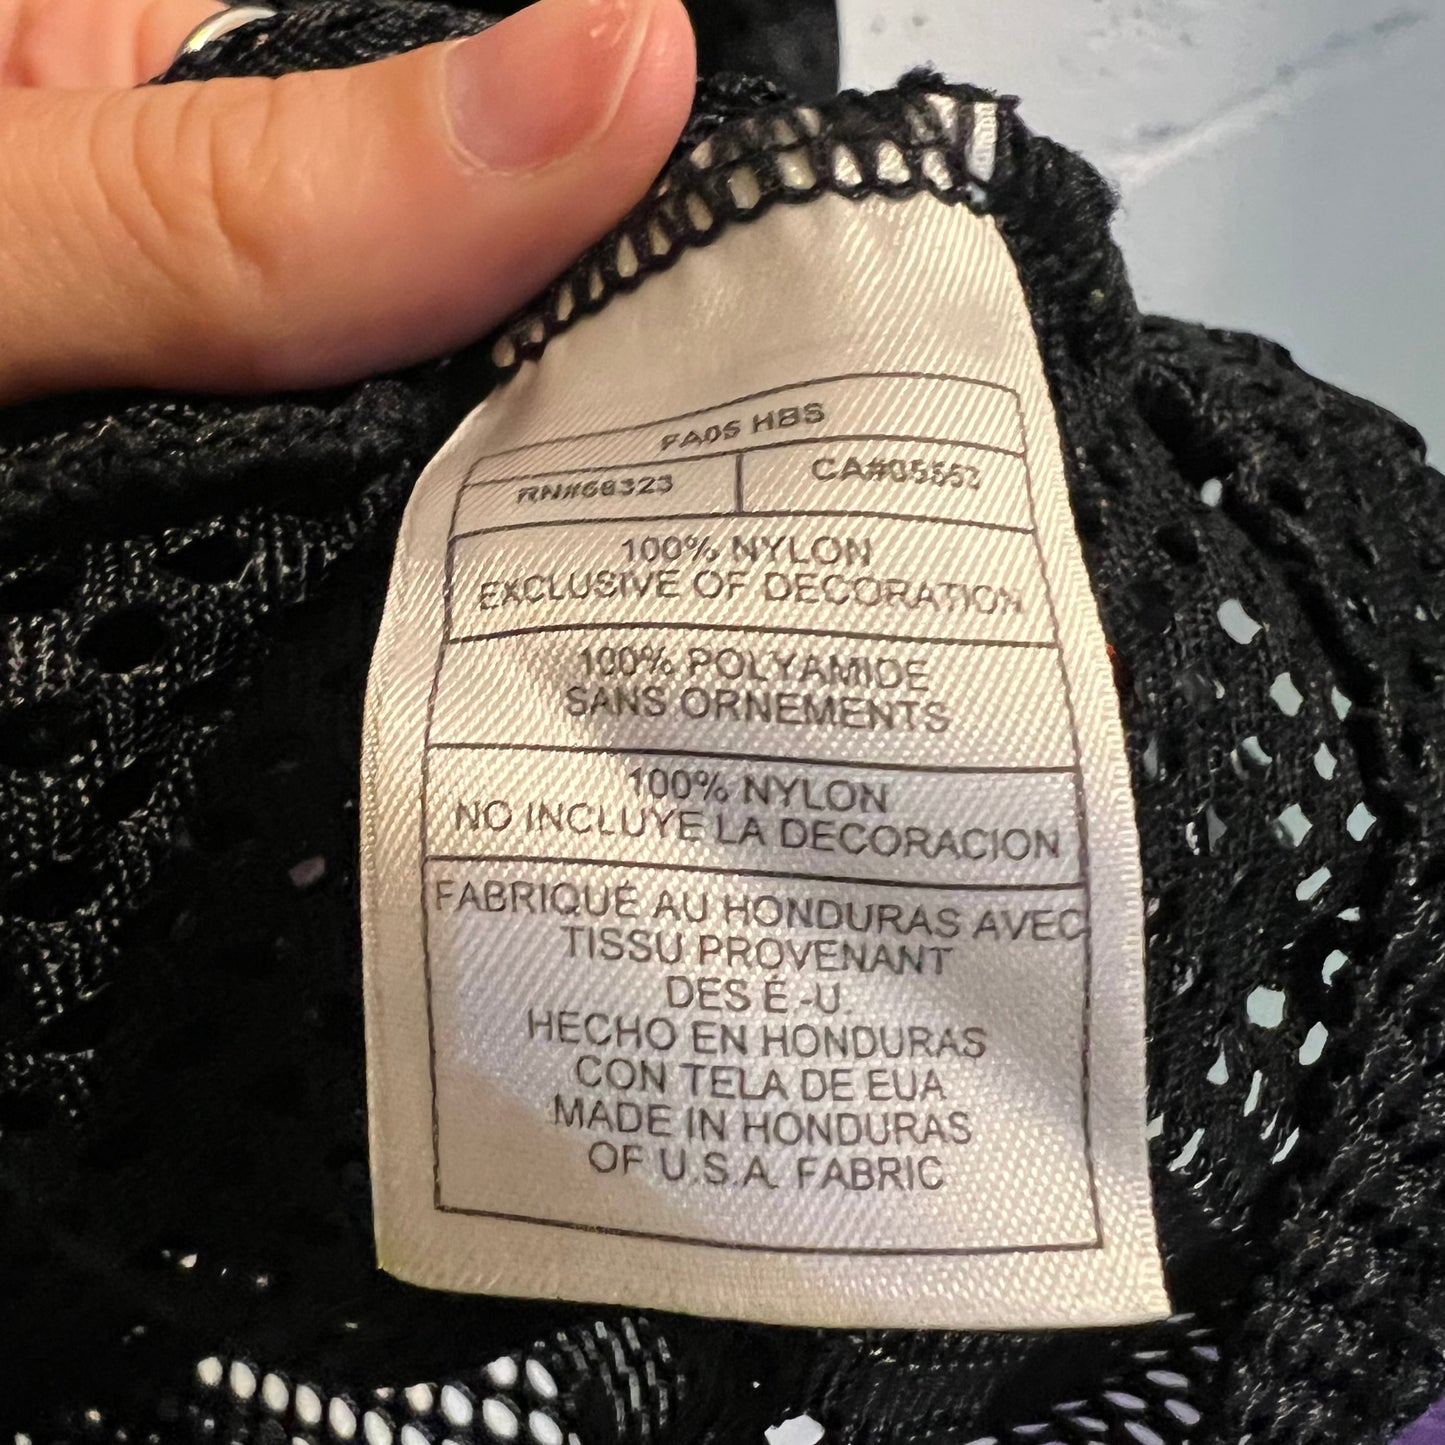 FA05 HBS
RN#68323 CA#05552
100% NYLON
EXCLUSIVE OF DECORATION
100% POLYAMIDE
SANS ORNEMENTS
100% NYLON
NO INCLUYE LA DECORACION
FABRIQUÉ AU HONDURAS AVEC
TISSU PROVENANT
DES É.-U.
HECHO EN HONDURAS
CON TELA DE EUA
MADE IN HONDURAS
OF U.S.A. FABRIC